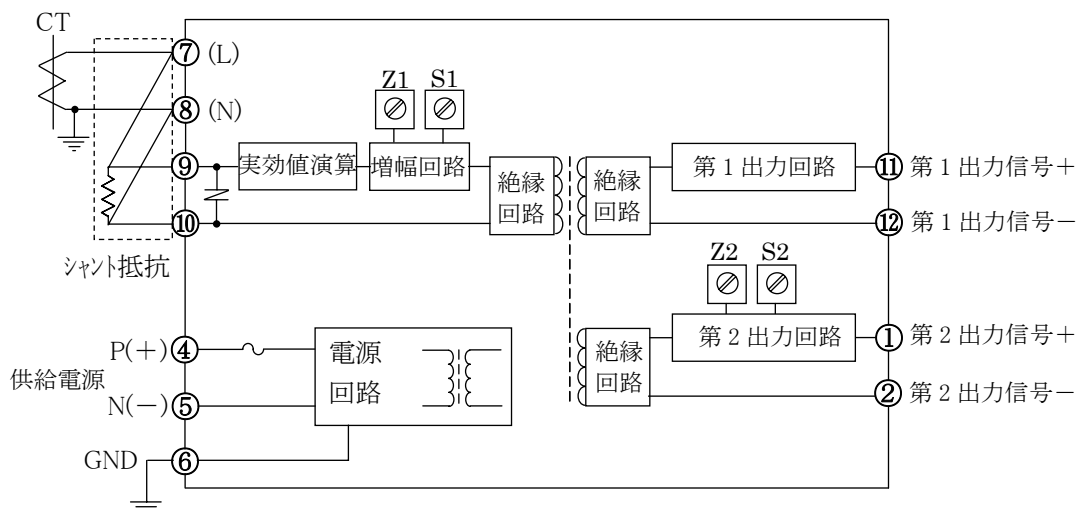 CT
⑦ (L)
⑧ (N)
Z1 S1
⑨ 実効値演算 増幅回路
絶縁
回路
絶縁
回路
第1出力回路 ⑪ 第1出力信号+
⑩
⑫ 第1出力信号-
シャント抵抗
Z2 S2
P(+) ④
供給電源
N(-) ⑤
電源
回路
絶縁
回路
第2出力回路 ① 第2出力信号+
② 第2出力信号-
GND ⑥